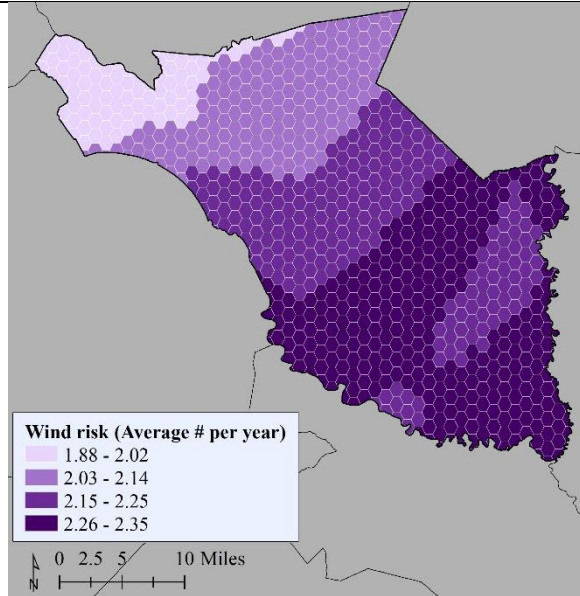 Wind risk (Average # per year)
1.88 - 2.02
2.03 - 2.14
2.15 - 2.25
2.26 - 2.35
N 0 2.5 5 10 Miles